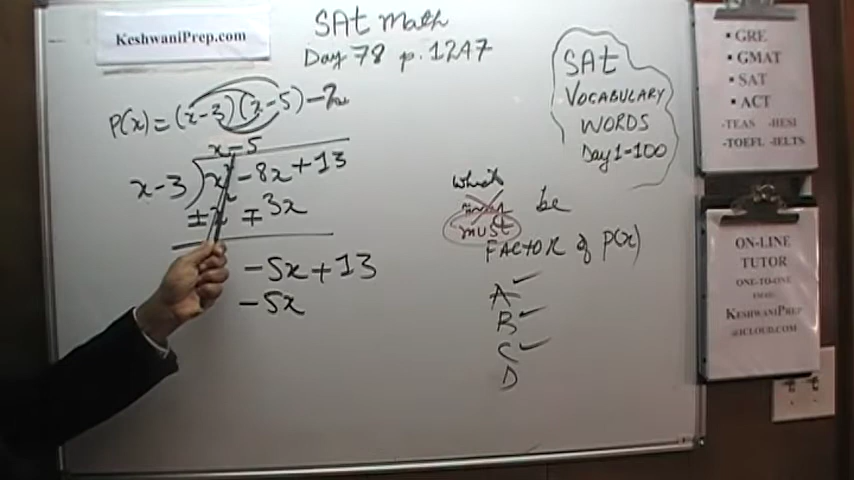 KeshwaniPrep.com
SAt Math
Day 78 p. 1247
P(x) = (x-3)(x-5) -2
x-5
x-3 ) x² -8x +13
± x² ∓ 3x
-5x +13
-5x
which
must be
FACTOR of P(x)
A ✓
B ✓
C ✓
D
SAt
VOCABULARY
WORDS
Day 1-100
• GRE
• GMAT
• SAT
• ACT
-TEAS -HESI
-TOEFL -IELTS
ON-LINE
TUTOR
ONE-TO-ONE
KESHWANIPREP
@ICLOUD.COM